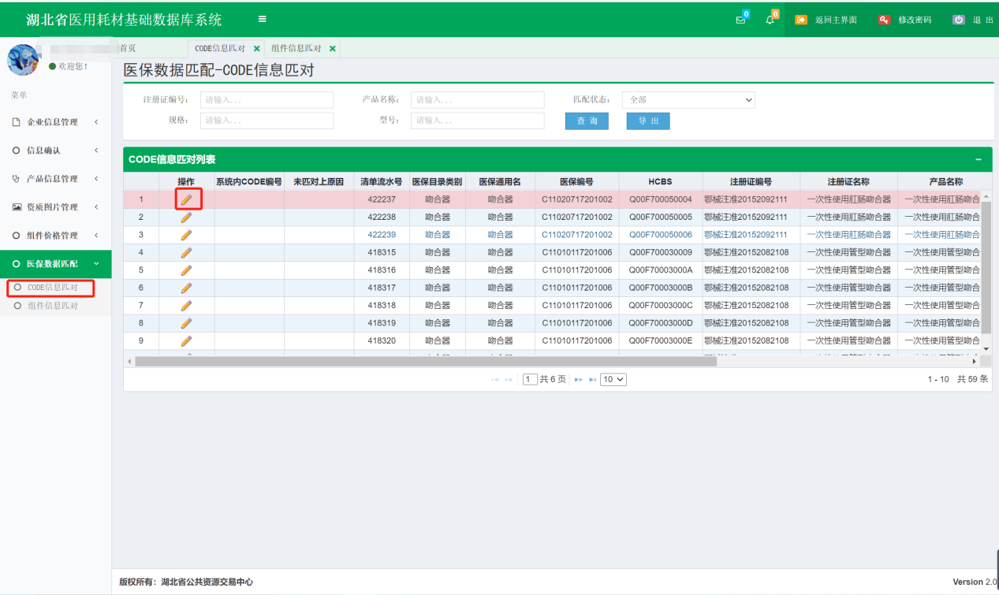 湖北省医用耗材基础数据库系统
0 0 返回主界面 修改密码 退 出
首页 CODE信息匹对 × 组件信息匹对 ×
欢迎您!
医保数据匹配-CODE信息匹对
菜单
企业信息管理
信息确认
产品信息管理
资质图片管理
组件价格管理
医保数据匹配
CODE信息匹对
组件信息匹对
注册证编号: 请输入... 产品名称: 请输入... 匹配状态: 全部
规格: 请输入... 型号: 请输入... 查 询 导 出
CODE信息匹对列表
操作 系统内CODE编号 未匹对上原因 清单流水号 医保目录类别 医保通用名 医保编号 HCBS 注册证编号 注册证名称 产品名称
1 422237 吻合器 吻合器 C11020717201002 Q00F700050004 鄂械注准20152092111 一次性使用肛肠吻合器 一次性使用肛肠吻合
2 422238 吻合器 吻合器 C11020717201002 Q00F700050005 鄂械注准20152092111 一次性使用肛肠吻合器 一次性使用肛肠吻合
3 422239 吻合器 吻合器 C11020717201002 Q00F700050006 鄂械注准20152092111 一次性使用肛肠吻合器 一次性使用肛肠吻合
4 418315 吻合器 吻合器 C11010117201006 Q00F700030009 鄂械注准20152082108 一次性使用管型吻合器 一次性使用管型吻合
5 418316 吻合器 吻合器 C11010117201006 Q00F70003000A 鄂械注准20152082108 一次性使用管型吻合器 一次性使用管型吻合
6 418317 吻合器 吻合器 C11010117201006 Q00F70003000B 鄂械注准20152082108 一次性使用管型吻合器 一次性使用管型吻合
7 418318 吻合器 吻合器 C11010117201006 Q00F70003000C 鄂械注准20152082108 一次性使用管型吻合器 一次性使用管型吻合
8 418319 吻合器 吻合器 C11010117201006 Q00F70003000D 鄂械注准20152082108 一次性使用管型吻合器 一次性使用管型吻合
9 418320 吻合器 吻合器 C11010117201006 Q00F70003000E 鄂械注准20152082108 一次性使用管型吻合器 一次性使用管型吻合
1 共 6 页 10 1 - 10 共 59 条
版权所有: 湖北省公共资源交易中心 Version 2.0